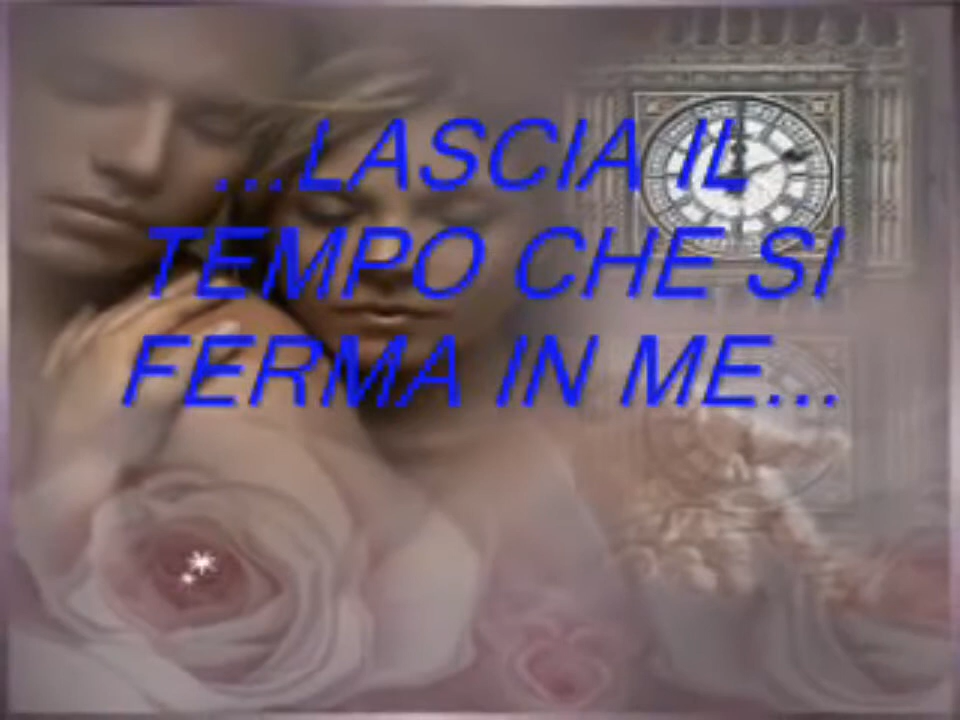 ...LASCIA IL
TEMPO CHE SI
FERMA IN ME...